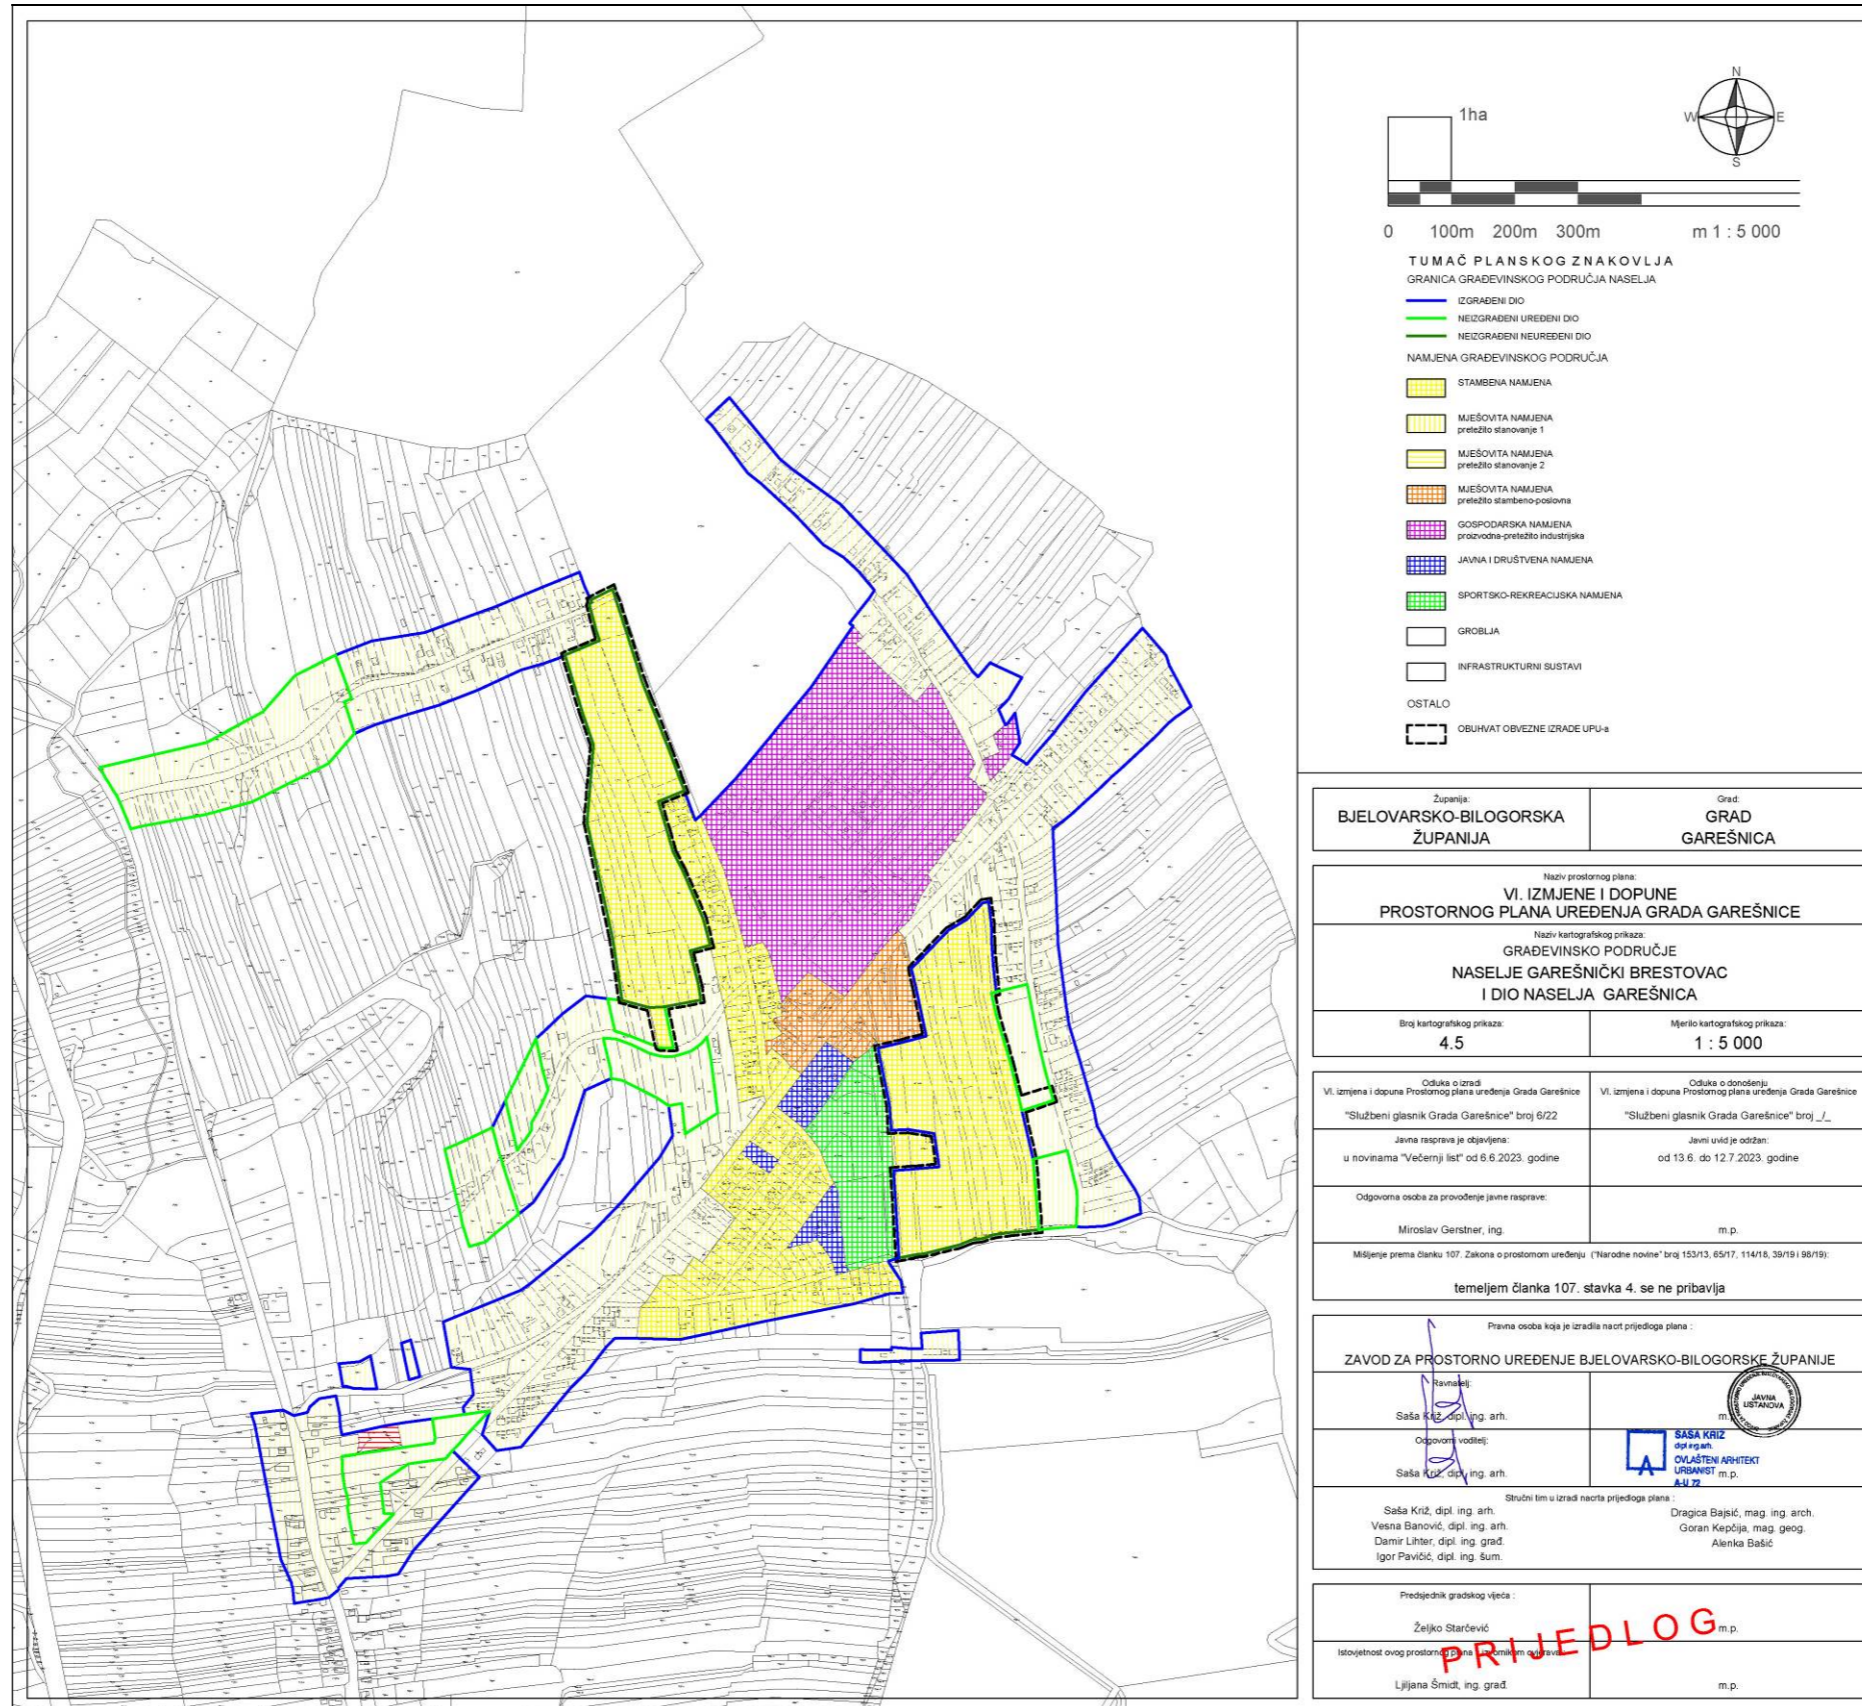 N
W E
S
1ha
0 100m 200m 300m m 1 : 5 000
TUMAČ PLANSKOG ZNAKOVLJA
GRANICA GRAĐEVINSKOG PODRUČJA NASELJA
IZGRAĐENI DIO
NEIZGRAĐENI UREĐENI DIO
NEIZGRAĐENI NEUREĐENI DIO
NAMJENA GRAĐEVINSKOG PODRUČJA
STAMBENA NAMJENA
MJEŠOVITA NAMJENA
pretežito stanovanje 1
MJEŠOVITA NAMJENA
pretežito stanovanje 2
MJEŠOVITA NAMJENA
pretežito stambeno-poslovna
GOSPODARSKA NAMJENA
proizvodna-pretežito industrijska
JAVNA I DRUŠTVENA NAMJENA
SPORTSKO-REKREACIJSKA NAMJENA
GROBLJA
INFRASTRUKTURNI SUSTAVI
OSTALO
OBUHVAT OBVEZNE IZRADE UPU-a
Županija:
BJELOVARSKO-BILOGORSKA
ŽUPANIJA
Grad:
GRAD
GAREŠNICA
Naziv prostornog plana:
VI. IZMJENE I DOPUNE
PROSTORNOG PLANA UREĐENJA GRADA GAREŠNICE
Naziv kartografskog prikaza:
GRAĐEVINSKO PODRUČJE
NASELJE GAREŠNIČKI BRESTOVAC
I DIO NASELJA GAREŠNICA
Broj kartografskog prikaza:
4.5
Mjerilo kartografskog prikaza:
1 : 5 000
Odluka o izradi
VI. izmjena i dopuna Prostornog plana uređenja Grada Garešnice
"Službeni glasnik Grada Garešnice" broj 6/22
Odluka o donošenju
VI. izmjena i dopuna Prostornog plana uređenja Grada Garešnice
"Službeni glasnik Grada Garešnice" broj _/_
Javna rasprava je objavljena:
u novinama "Večernji list" od 6.6.2023. godine
Javni uvid je održan:
od 13.6. do 12.7.2023. godine
Odgovorna osoba za provođenje javne rasprave:
Miroslav Gerstner, ing.
m.p.
Mišljenje prema članku 107. Zakona o prostornom uređenju ("Narodne novine" broj 153/13, 65/17, 114/18, 39/19 i 98/19):
temeljem članka 107. stavka 4. se ne pribavlja
Pravna osoba koja je izradila nacrt prijedloga plana :
ZAVOD ZA PROSTORNO UREĐENJE BJELOVARSKO-BILOGORSKE ŽUPANIJE
Ravnatelj:
Saša Križ, dipl. ing. arh.
m.p.
JAVNA
USTANOVA
Odgovorni voditelj:
Saša Križ, dipl. ing. arh.
SAŠA KRIŽ
dipl.ing.arh.
OVLAŠTENI ARHITEKT
URBANIST
A-U 72
m.p.
Stručni tim u izradi nacrta prijedloga plana :
Saša Križ, dipl. ing. arh.
Vesna Banović, dipl. ing. arh.
Damir Lihter, dipl. ing. građ.
Igor Pavičić, dipl. ing. šum.
Dragica Bajsić, mag. ing. arch.
Goran Kepčija, mag. geog.
Alenka Bašić
Predsjednik gradskog vijeća :
Željko Starčević
m.p.
PRIJEDLOG
Istovjetnost ovog prostornog plana s izvornikom ovjerava:
Ljiljana Šmidt, ing. građ.
m.p.